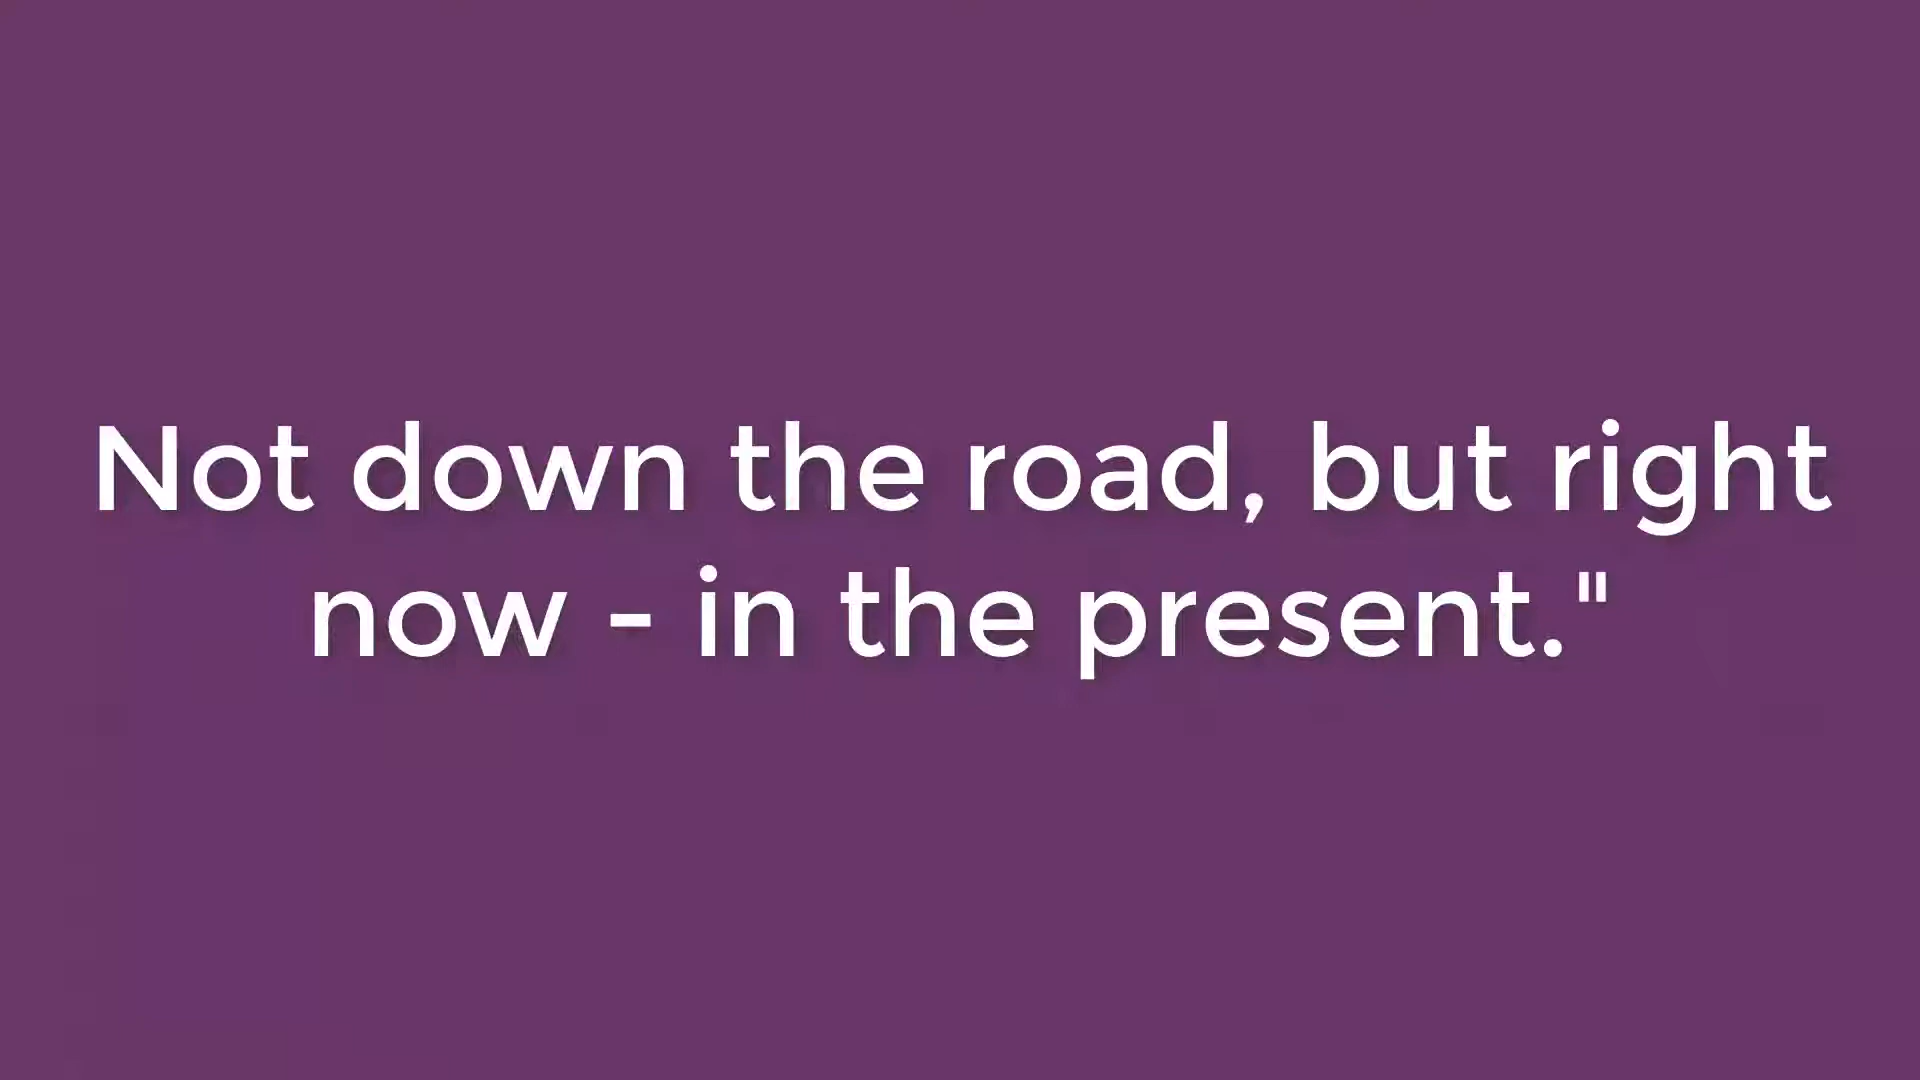 Not down the road, but right
now - in the present."